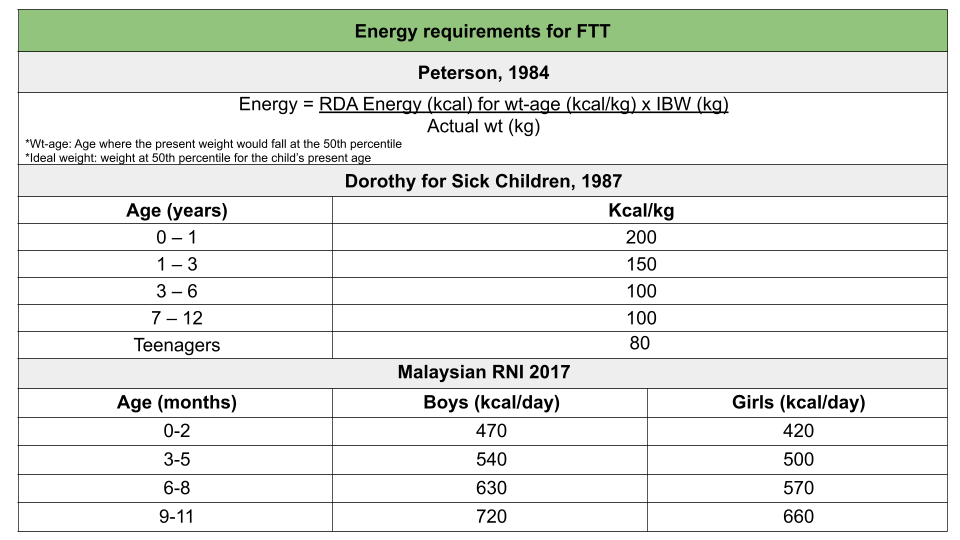 Energy requirements for FTT
Peterson, 1984
Energy = RDA Energy (kcal) for wt-age (kcal/kg) x IBW (kg)
Actual wt (kg)
*Wt-age: Age where the present weight would fall at the 50th percentile
*Ideal weight: weight at 50th percentile for the child's present age
Dorothy for Sick Children, 1987
Age (years) Kcal/kg
0 – 1 200
1 – 3 150
3 – 6 100
7 – 12 100
Teenagers 80
Malaysian RNI 2017
Age (months) Boys (kcal/day) Girls (kcal/day)
0-2 470 420
3-5 540 500
6-8 630 570
9-11 720 660